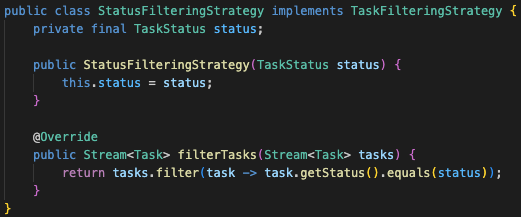 public class StatusFilteringStrategy implements TaskFilteringStrategy {
    private final TaskStatus status;

    public StatusFilteringStrategy(TaskStatus status) {
        this.status = status;
    }

    @Override
    public Stream<Task> filterTasks(Stream<Task> tasks) {
        return tasks.filter(task -> task.getStatus().equals(status));
    }
}